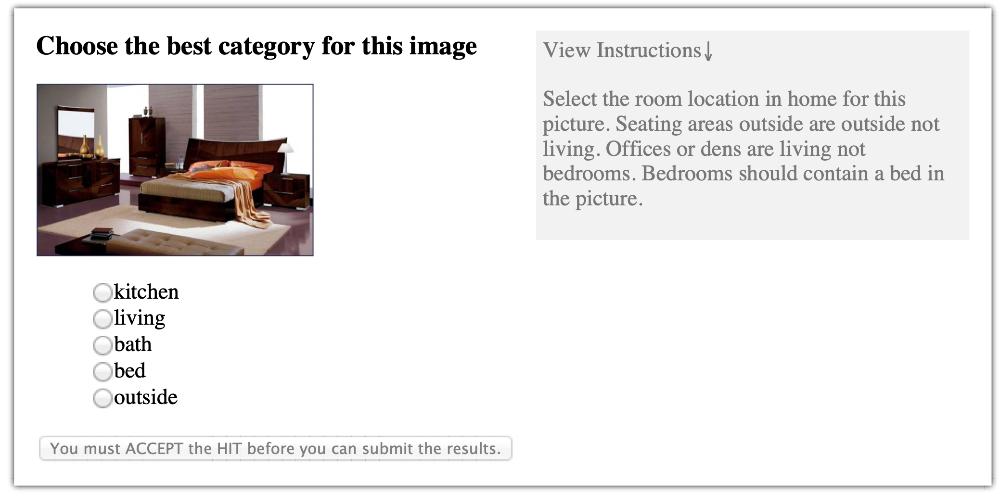 Choose the best category for this image
View Instructions↓
Select the room location in home for this
picture. Seating areas outside are outside not
living. Offices or dens are living not
bedrooms. Bedrooms should contain a bed in
the picture.
kitchen
living
bath
bed
outside
You must ACCEPT the HIT before you can submit the results.